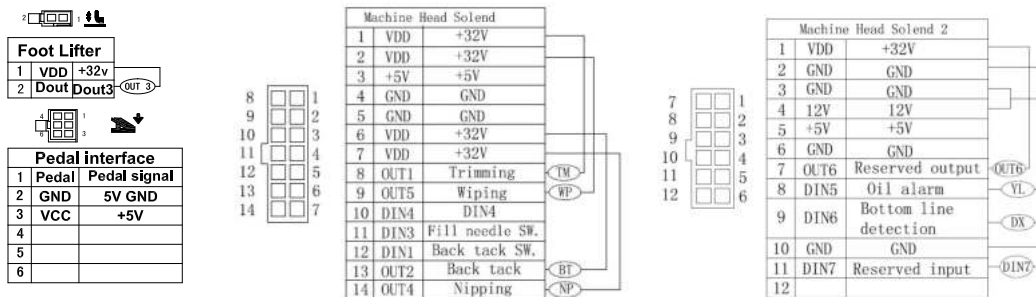 2 1
Foot Lifter
1 VDD +32v
2 Dout Dout3 OUT 3
4 1
6 3
Pedal interface
1 Pedal Pedal signal
2 GND 5V GND
3 VCC +5V
4
5
6
8 1
9 2
10 3
11 4
12 5
13 6
14 7
Machine Head Solend
1 VDD +32V
2 VDD +32V
3 +5V +5V
4 GND GND
5 GND GND
6 VDD +32V
7 VDD +32V
8 OUT1 Trimming TM
9 OUT5 Wiping WP
10 DIN4 DIN4
11 DIN3 Fill needle SW.
12 DIN1 Back tack SW.
13 OUT2 Back tack BT
14 OUT4 Nipping NP
7 1
8 2
9 3
10 4
11 5
12 6
Machine Head Solend 2
1 VDD +32V
2 GND GND
3 GND GND
4 12V 12V
5 +5V +5V
6 GND GND
7 OUT6 Reserved output OUT6
8 DIN5 Oil alarm YL
9 DIN6 Bottom line
detection DX
10 GND GND
11 DIN7 Reserved input DIN7
12